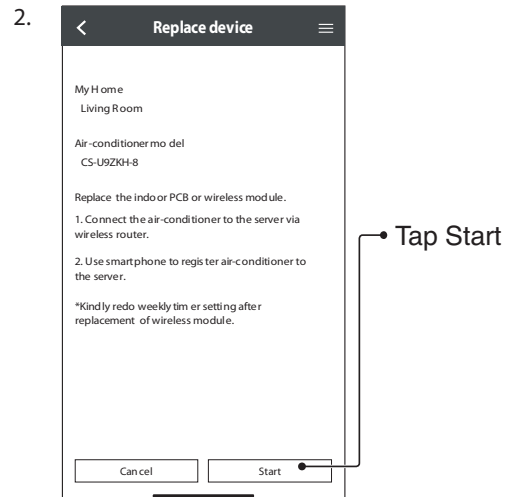 2.
Replace device
My Home
Living Room
Air-conditioner model
CS-U9ZKH-8
Replace the indoor PCB or wireless module.
1. Connect the air-conditioner to the server via
wireless router.
2. Use smartphone to register air-conditioner to
the server.
*Kindly redo weekly timer setting after
replacement of wireless module.
Tap Start
Cancel
Start